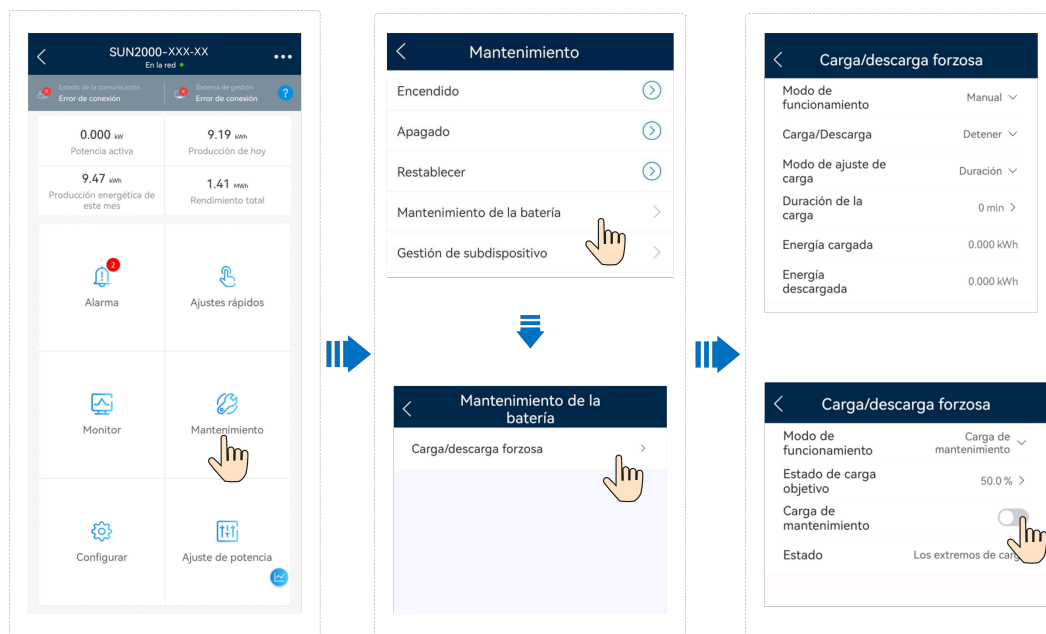 SUN2000-XXX-XX
En la red
Estado de la comunicación
Error de conexión
Sistema de gestión
Error de conexión
?
0.000 kW
Potencia activa
9.19 kWh
Producción de hoy
9.47 kWh
Producción energética de
este mes
1.41 MWh
Rendimiento total
2
Alarma
Ajustes rápidos
Monitor
Mantenimiento
Configurar
Ajuste de potencia
Mantenimiento
Encendido
Apagado
Restablecer
Mantenimiento de la batería
Gestión de subdispositivo
Mantenimiento de la
batería
Carga/descarga forzosa
Carga/descarga forzosa
Modo de
funcionamiento
Manual
Carga/Descarga
Detener
Modo de ajuste de
carga
Duración
Duración de la
carga
0 min
Energía cargada
0.000 kWh
Energía
descargada
0.000 kWh
Carga/descarga forzosa
Modo de
funcionamiento
Carga de
mantenimiento
Estado de carga
objetivo
50.0 %
Carga de
mantenimiento
Estado
Los extremos de